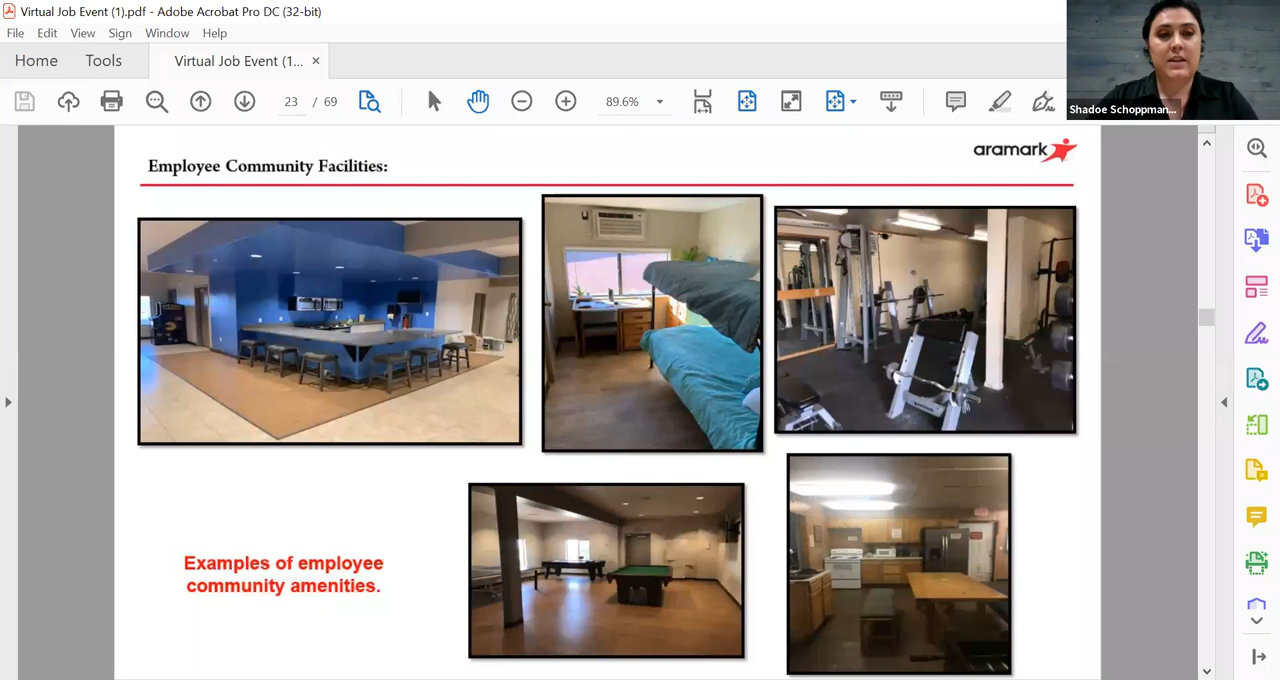 Virtual Job Event (1).pdf - Adobe Acrobat Pro DC (32-bit)
File Edit View Sign Window Help
Home Tools Virtual Job Event (1... ×
23 / 69 89.6%
Shadoe Schoppman...
aramark
Employee Community Facilities:
Examples of employee
community amenities.